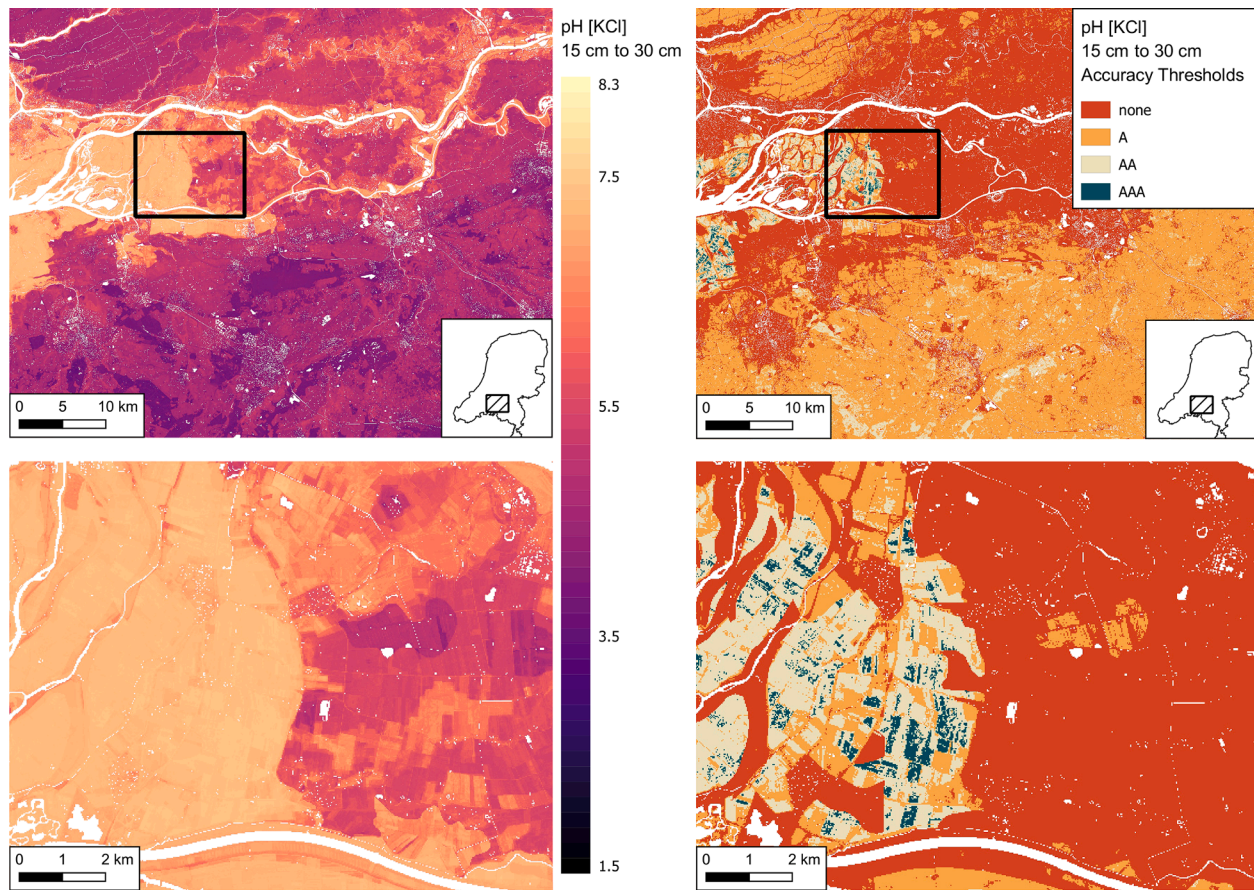 pH [KCl]
15 cm to 30 cm
8.3
7.5
5.5
3.5
1.5
0 5 10 km
pH [KCl]
15 cm to 30 cm
Accuracy Thresholds
none
A
AA
AAA
0 5 10 km
0 1 2 km
0 1 2 km